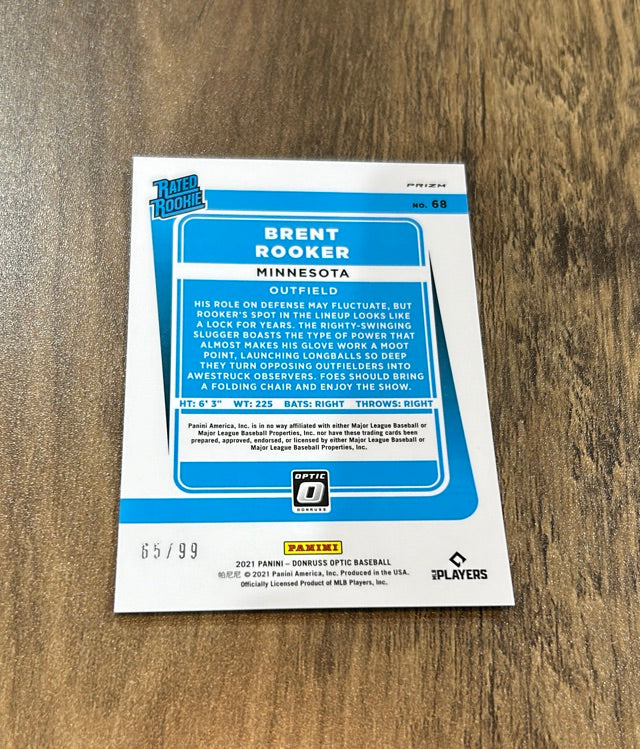 RATED
ROOKIE
PRIZM
NO. 68
BRENT
ROOKER
MINNESOTA
OUTFIELD
HIS ROLE ON DEFENSE MAY FLUCTUATE, BUT
ROOKER'S SPOT IN THE LINEUP LOOKS LIKE
A LOCK FOR YEARS. THE RIGHTY-SWINGING
SLUGGER BOASTS THE TYPE OF POWER THAT
ALMOST MAKES HIS GLOVE WORK A MOOT
POINT, LAUNCHING LONGBALLS SO DEEP
THEY TURN OPPOSING OUTFIELDERS INTO
AWESTRUCK OBSERVERS. FOES SHOULD BRING
A FOLDING CHAIR AND ENJOY THE SHOW.
HT: 6' 3" WT: 225 BATS: RIGHT THROWS: RIGHT
Panini America, Inc. is in no way affiliated with either Major League Baseball or
Major League Baseball Properties, Inc. nor have these trading cards been
prepared, approved, endorsed, or licensed by either Major League Baseball or
Major League Baseball Properties, Inc.
OPTIC
O
DONRUSS
65/99
PANINI
2021 PANINI – DONRUSS OPTIC BASEBALL
帕尼尼 © 2021 Panini America, Inc. Produced in the USA.
Officially Licensed Product of MLB Players, Inc.
MLB PLAYERS